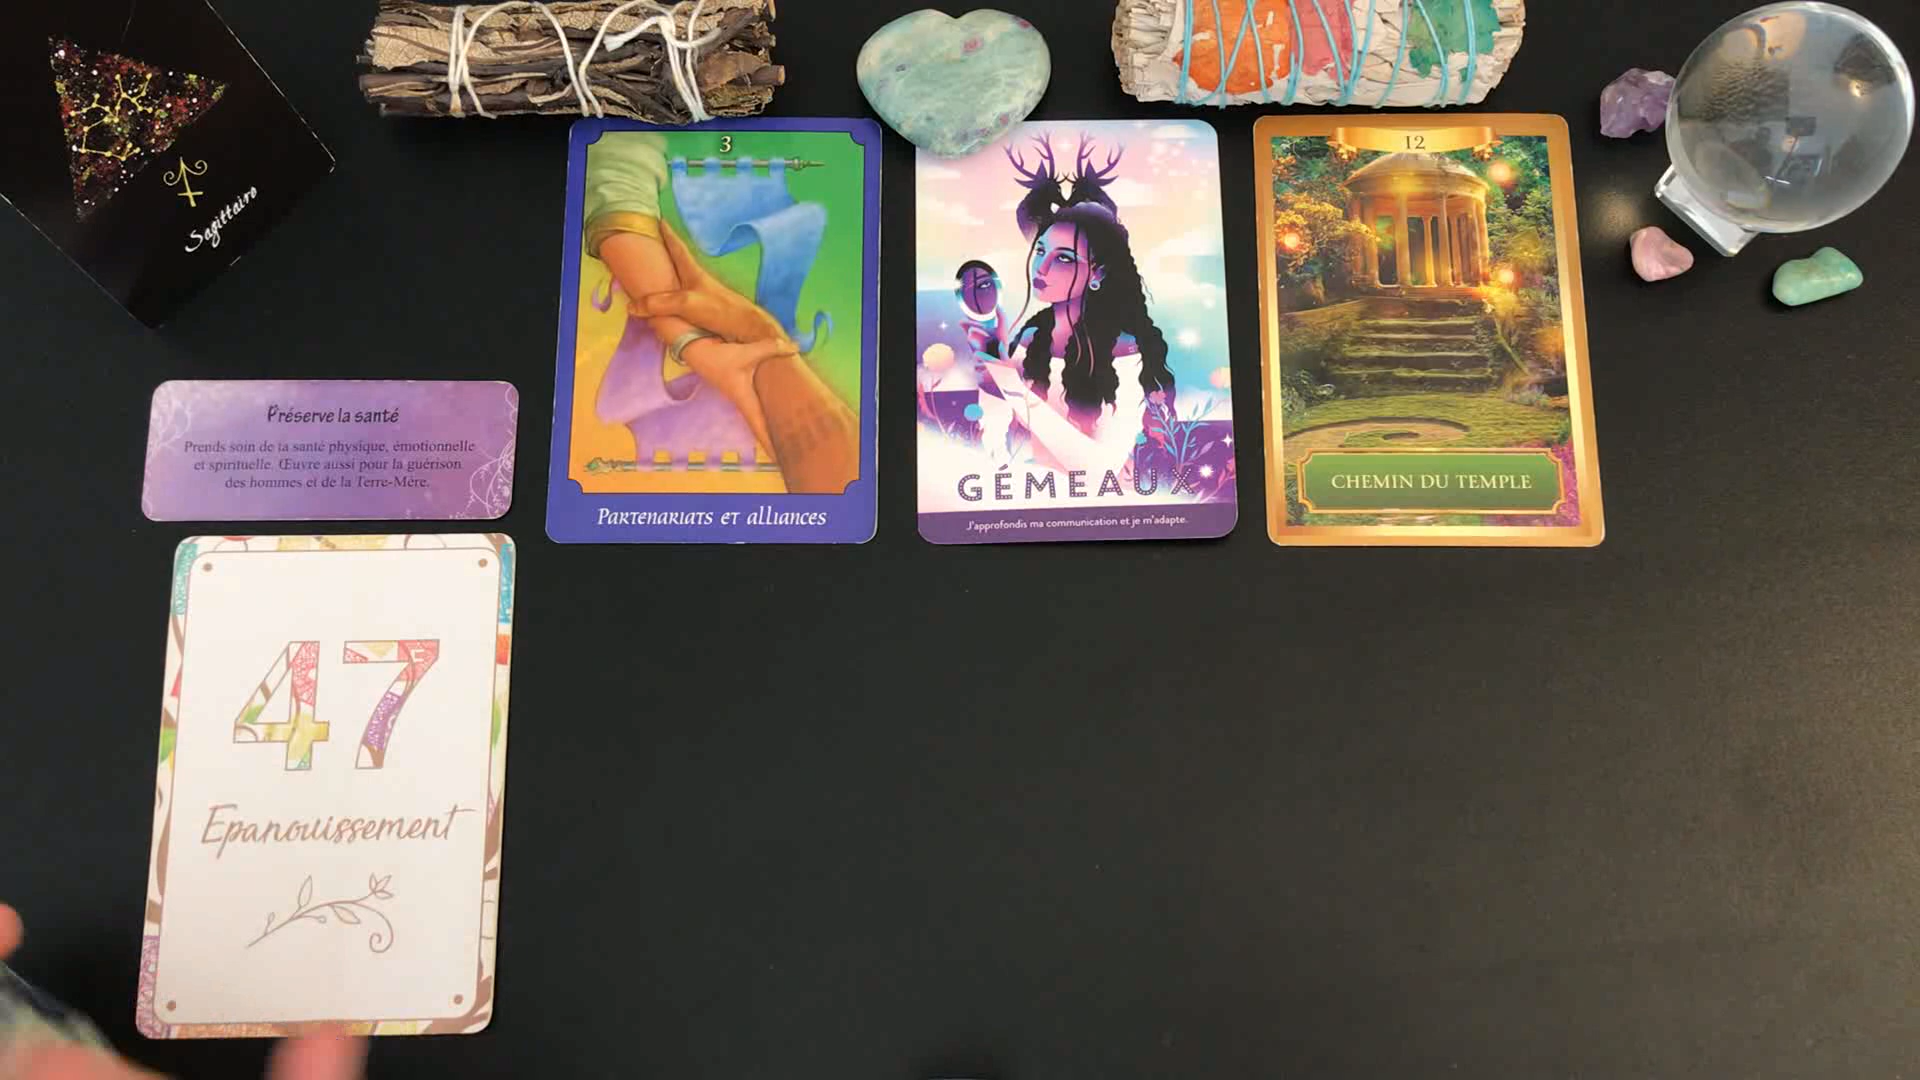 Sagittaire
Préserve la santé
Prends soin de ta santé physique, émotionnelle
et spirituelle. Œuvre aussi pour la guérison
des hommes et de la Terre-Mère.
47
Epanouissement
3
Partenariats et alliances
GÉMEAUX
J'approfondis ma communication et je m'adapte.
12
CHEMIN DU TEMPLE